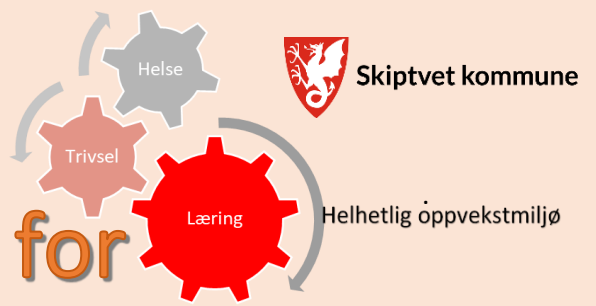 Helse
Skiptvet kommune
Trivsel
Læring
for
Helhetlig oppvekstmiljø